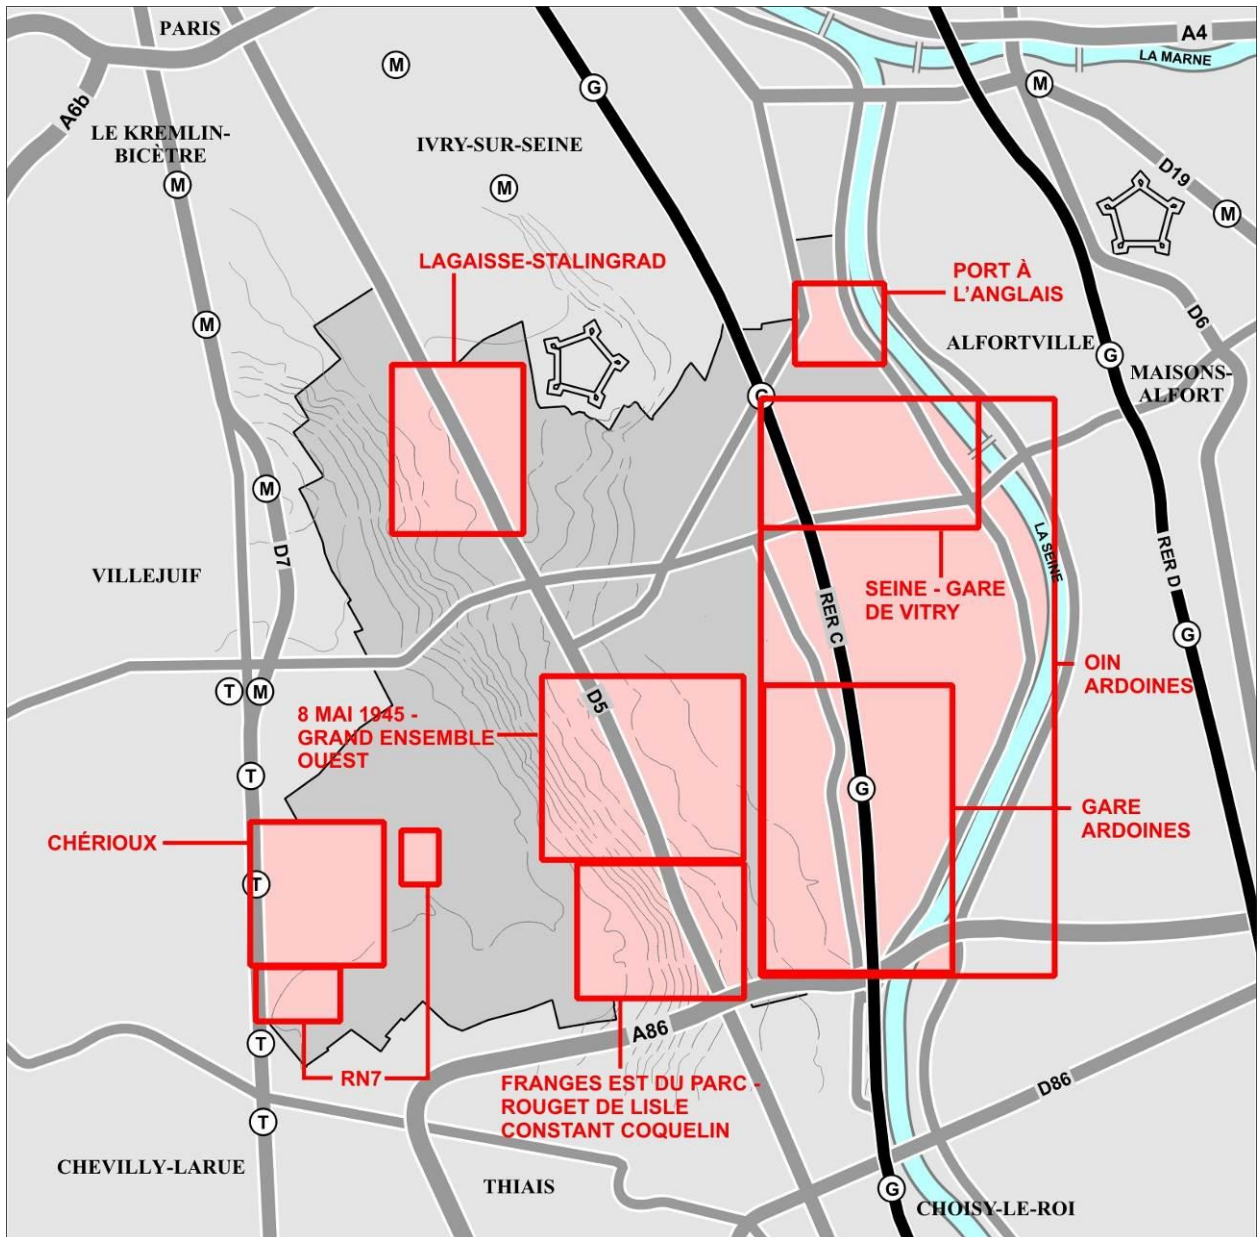 PARIS
A4
LA MARNE
M
G
A6b
M
LE KREMLIN-
BICÈTRE
IVRY-SUR-SEINE
M
M
D19
M
LAGAISSE-STALINGRAD
PORT À
L'ANGLAIS
D6
M
ALFORTVILLE
G
MAISONS-
ALFORT
G
M
D7
VILLEJUIF
LA SEINE
RER D
SEINE - GARE
DE VITRY
RER C
G
OIN
ARDOINES
T
M
D5
8 MAI 1945 -
GRAND ENSEMBLE
OUEST
T
G
GARE
ARDOINES
CHÉRIOUX
T
A86
T
RN7
FRANGES EST DU PARC -
ROUGET DE LISLE
CONSTANT COQUELIN
D86
T
CHEVILLY-LARUE
THIAIS
G
CHOISY-LE-ROI